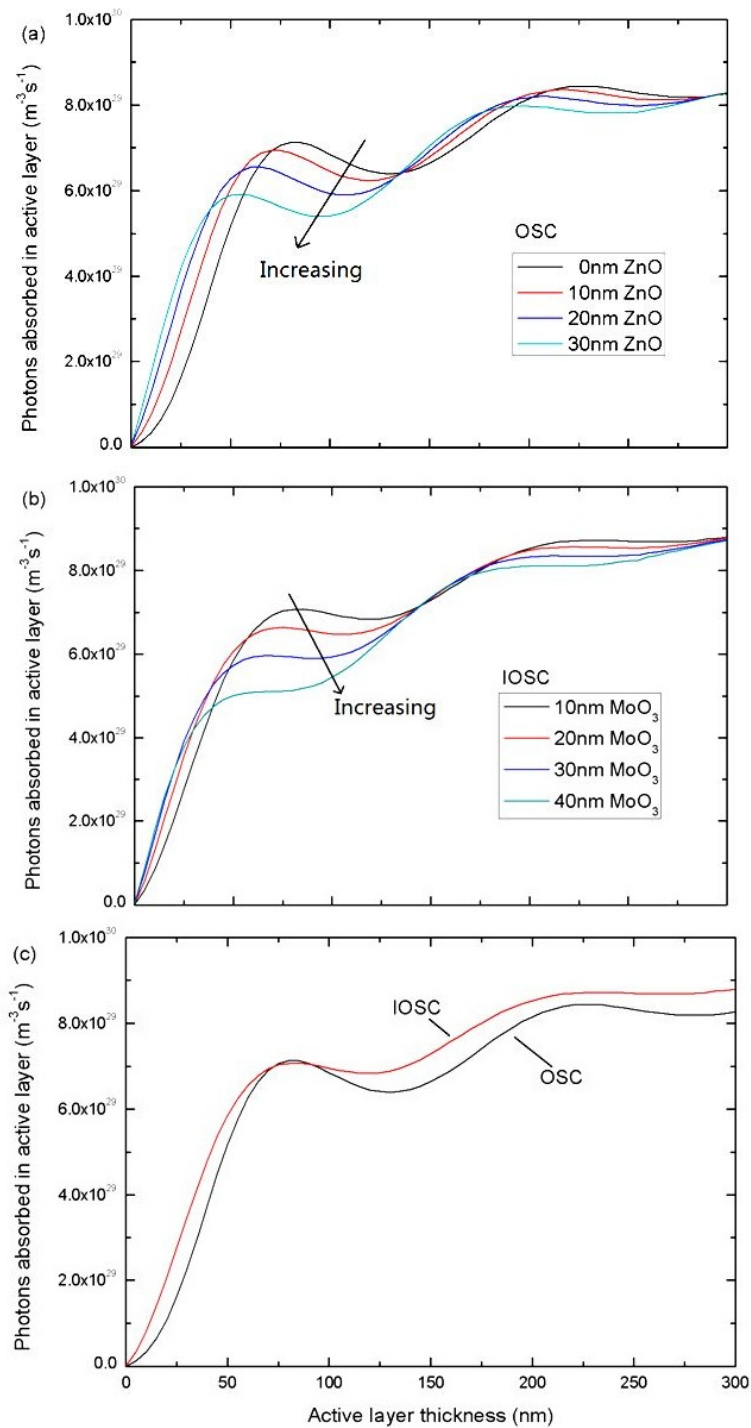 (a)
Photons absorbed in active layer (m⁻³s⁻¹)
1.0x10³⁰
8.0x10²⁹
6.0x10²⁹
4.0x10²⁹
2.0x10²⁹
0.0
Increasing
OSC
0nm ZnO
10nm ZnO
20nm ZnO
30nm ZnO
(b)
Photons absorbed in active layer (m⁻³s⁻¹)
1.0x10³⁰
8.0x10²⁹
6.0x10²⁹
4.0x10²⁹
2.0x10²⁹
0.0
Increasing
IOSC
10nm MoO₃
20nm MoO₃
30nm MoO₃
40nm MoO₃
(c)
Photons absorbed in active layer (m⁻³s⁻¹)
1.0x10³⁰
8.0x10²⁹
6.0x10²⁹
4.0x10²⁹
2.0x10²⁹
0.0
IOSC
OSC
0 50 100 150 200 250 300
Active layer thickness (nm)